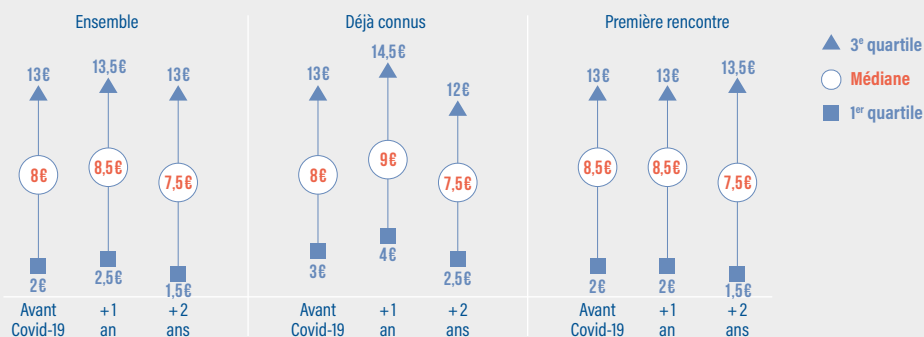 Ensemble
13€
13,5€
13€
8€
8,5€
7,5€
2€
2,5€
1,5€
Avant
Covid-19
+1
an
+2
ans
Déjà connus
13€
14,5€
12€
8€
9€
7,5€
3€
4€
2,5€
Avant
Covid-19
+1
an
+2
ans
Première rencontre
13€
13€
13,5€
8,5€
8,5€
7,5€
2€
2€
1,5€
Avant
Covid-19
+1
an
+2
ans
3e quartile
Médiane
1er quartile